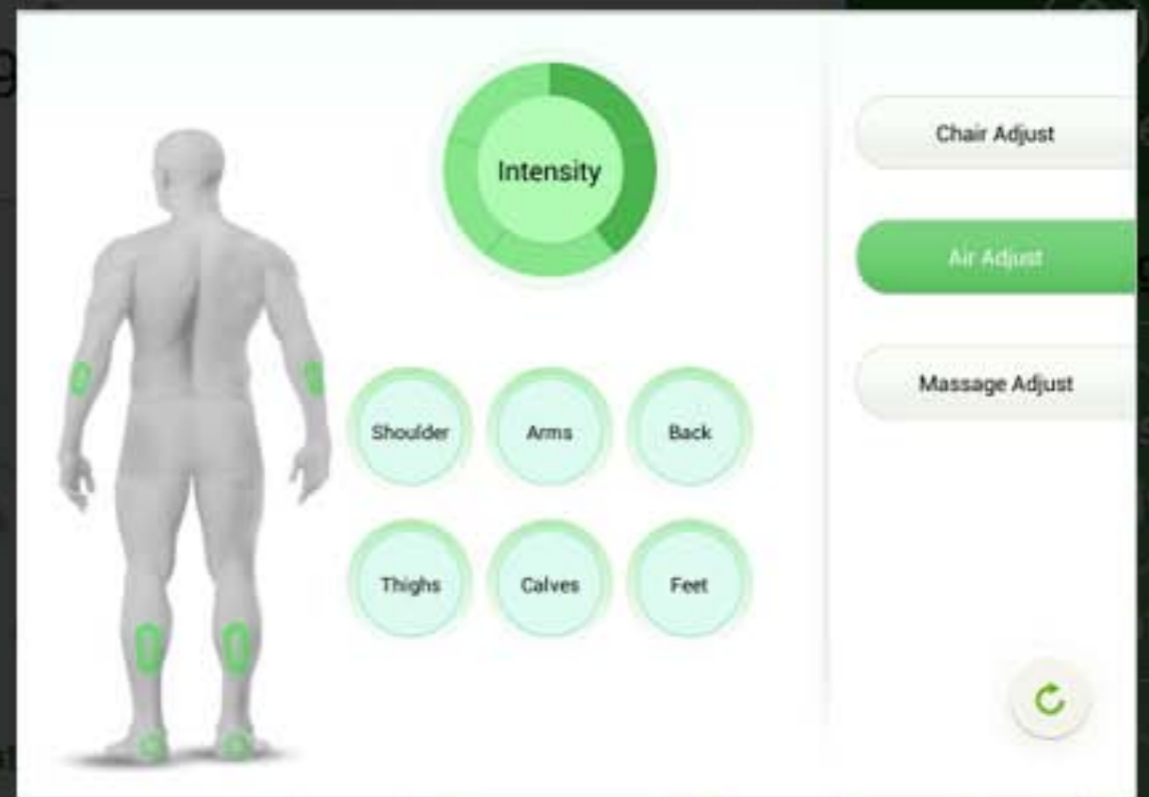 Intensity
Chair Adjust
Air Adjust
Massage Adjust
Shoulder
Arms
Back
Thighs
Calves
Feet